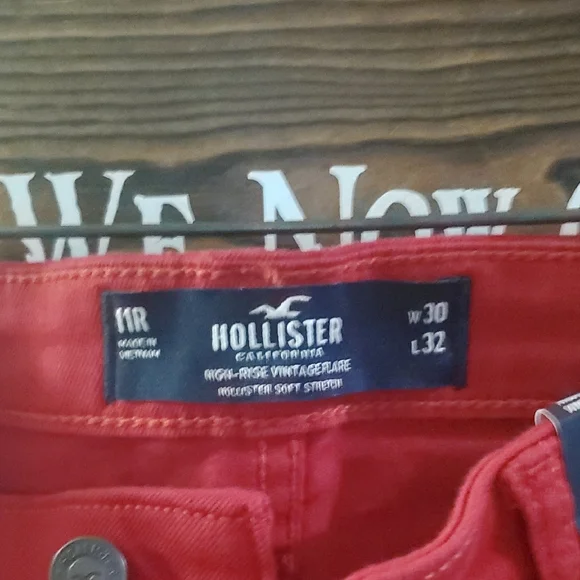 We Now
11R
MADE IN
VIETNAM
HOLLISTER
CALIFORNIA
HIGH-RISE VINTAGE FLARE
HOLLISTER SOFT STRETCH
W30
L32